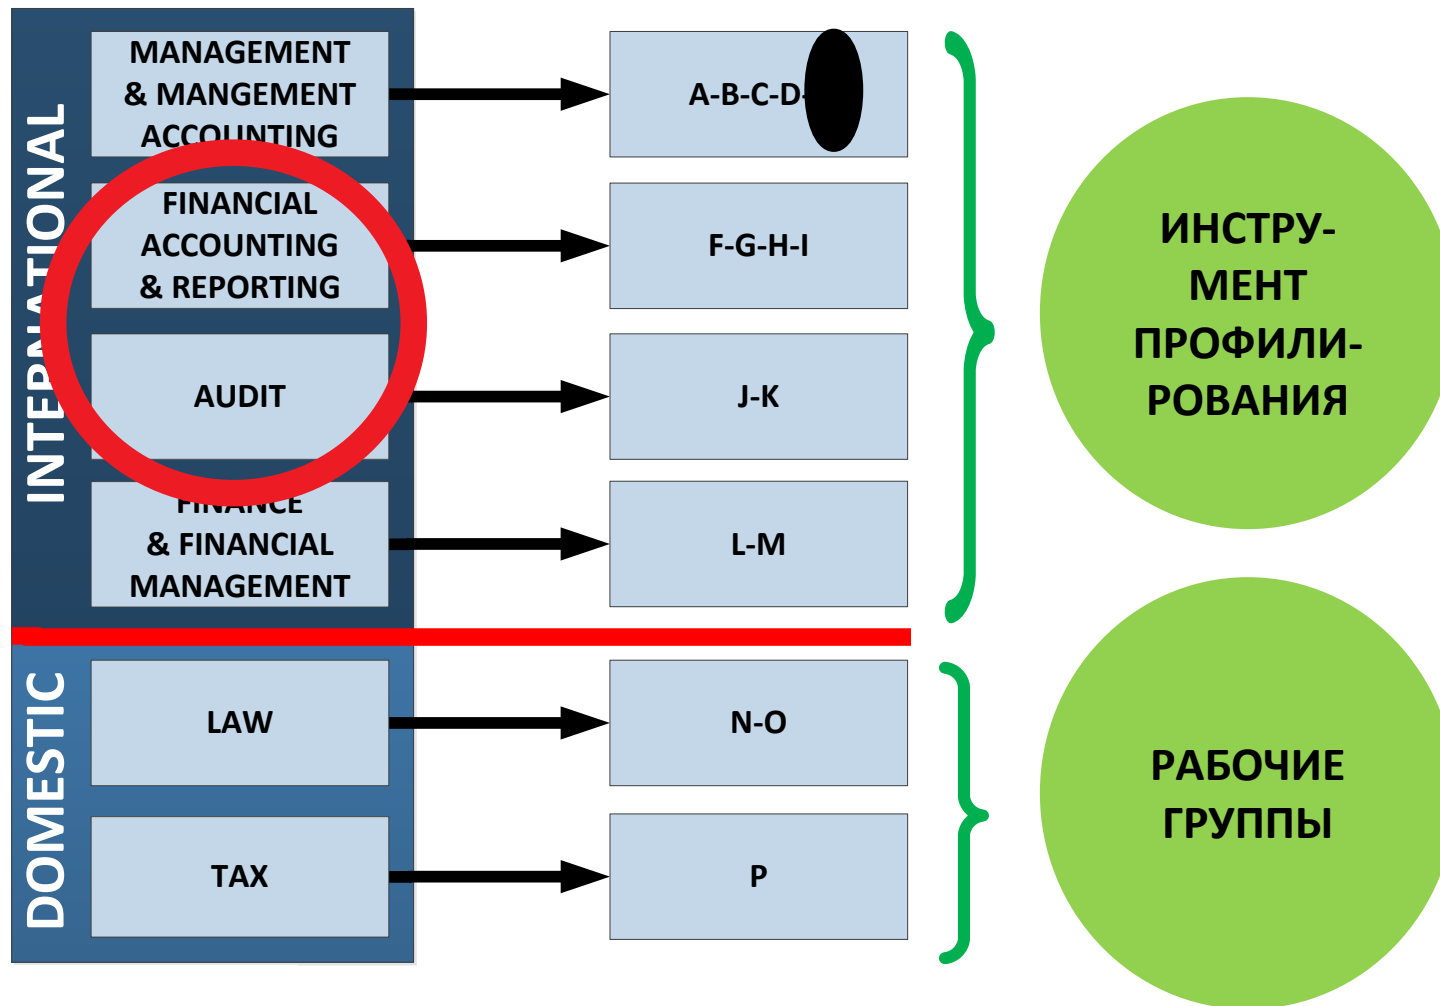 INTERNATIONAL
MANAGEMENT
& MANGEMENT
ACCOUNTING
A-B-C-D-
FINANCIAL
ACCOUNTING
& REPORTING
F-G-H-I
AUDIT
J-K
FINANCE
& FINANCIAL
MANAGEMENT
L-M
ИНСТРУ-
МЕНТ
ПРОФИЛИ-
РОВАНИЯ
DOMESTIC
LAW
N-O
TAX
P
РАБОЧИЕ
ГРУППЫ